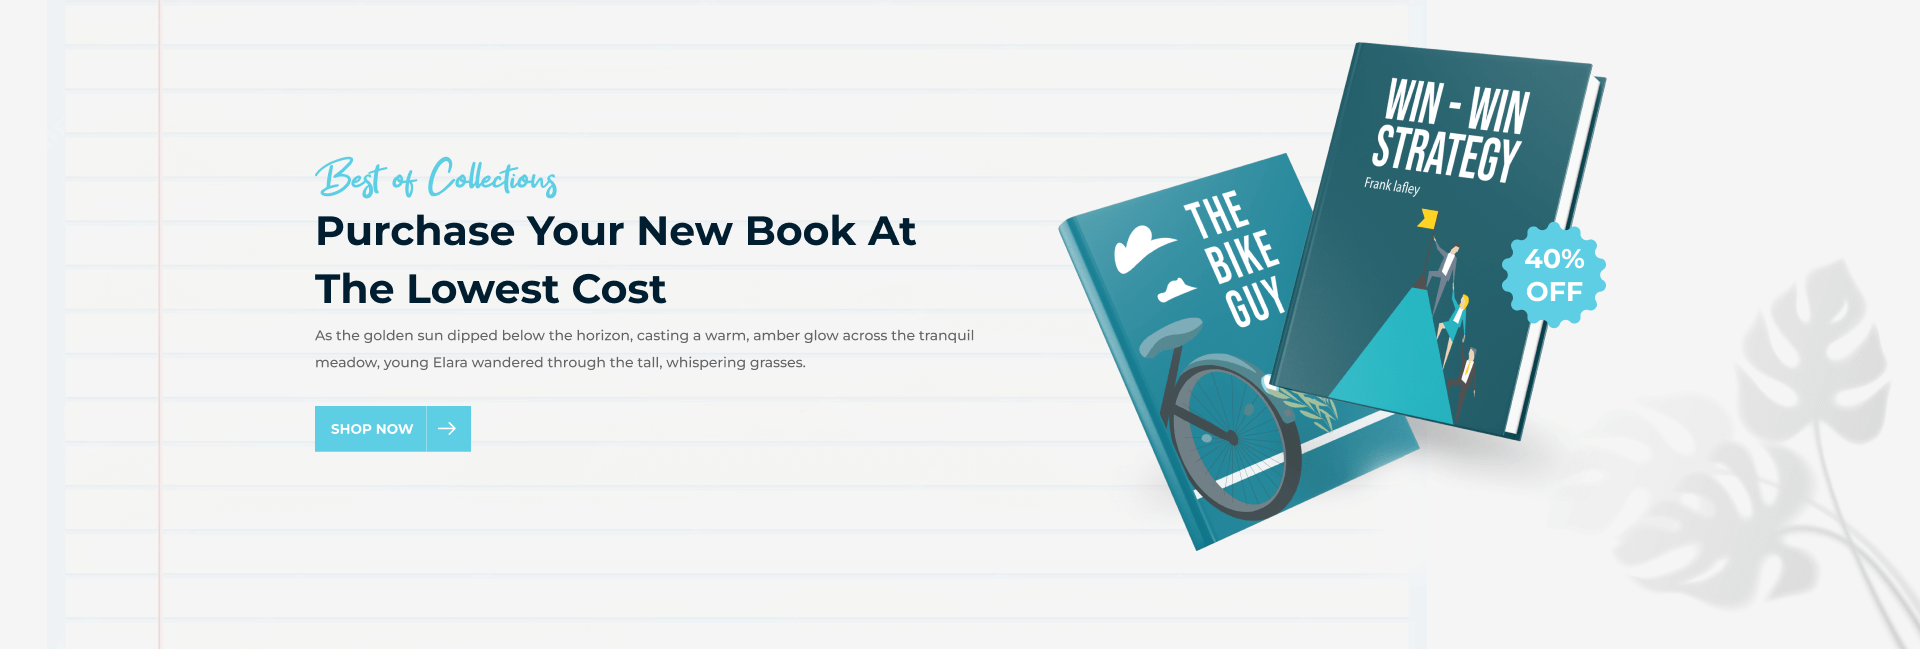 Best of Collections
Purchase Your New Book At
The Lowest Cost
As the golden sun dipped below the horizon, casting a warm, amber glow across the tranquil
meadow, young Elara wandered through the tall, whispering grasses.
SHOP NOW
THE
BIKE
GUY
WIN - WIN
STRATEGY
Frank lafley
40%
OFF